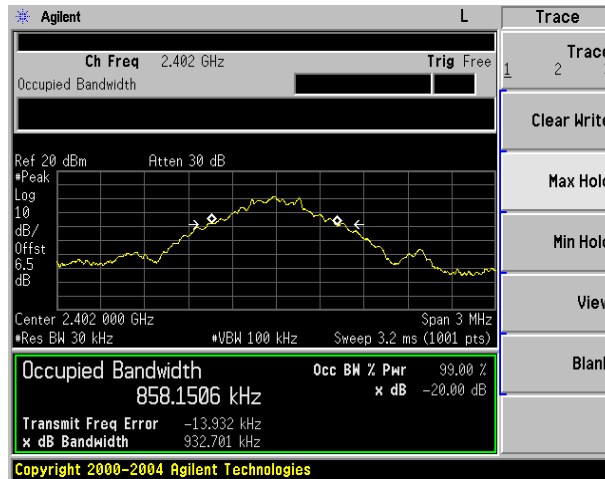 Agilent L Trace
Ch Freq 2.402 GHz Trig Free
Occupied Bandwidth
Trace
1 2
Clear Write
Max Hold
Min Hold
View
Blank
Ref 20 dBm Atten 30 dB
#Peak
Log
10
dB/
Offst
6.5
dB
Center 2.402 000 GHz Span 3 MHz
#Res BW 30 kHz #VBW 100 kHz Sweep 3.2 ms (1001 pts)
Occupied Bandwidth Occ BW % Pwr 99.00 %
858.1506 kHz x dB -20.00 dB
Transmit Freq Error -13.932 kHz
x dB Bandwidth 932.701 kHz
Copyright 2000-2004 Agilent Technologies